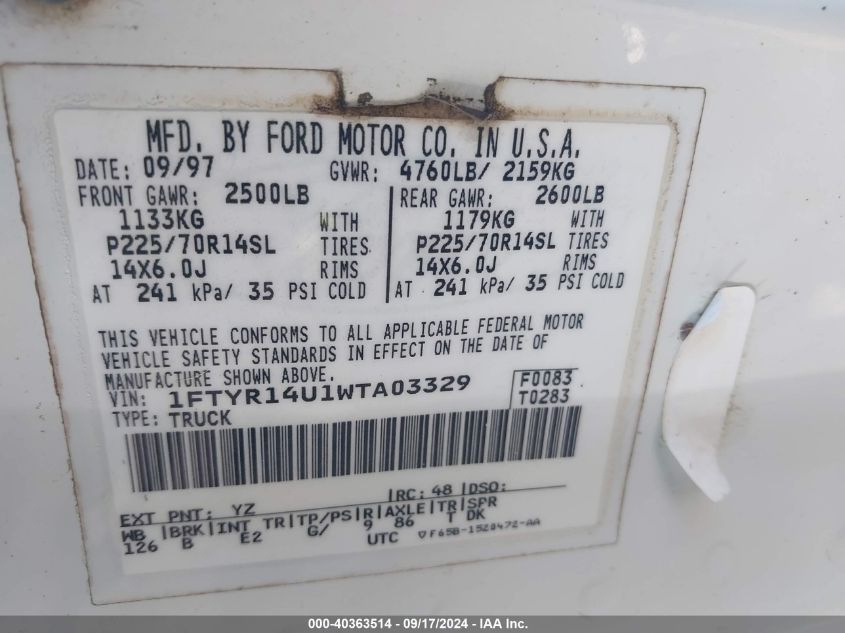 MFD. BY FORD MOTOR CO. IN U.S.A.
DATE: 09/97 GVWR: 4760LB/ 2159KG
FRONT GAWR: 2500LB REAR GAWR: 2600LB
1133KG WITH 1179KG WITH
P225/70R14SL TIRES P225/70R14SL TIRES
14X6.0J RIMS 14X6.0J RIMS
AT 241 kPa/ 35 PSI COLD AT 241 kPa/ 35 PSI COLD
THIS VEHICLE CONFORMS TO ALL APPLICABLE FEDERAL MOTOR
VEHICLE SAFETY STANDARDS IN EFFECT ON THE DATE OF
MANUFACTURE SHOWN ABOVE.
VIN: 1FTYR14U1WTA03329 F0083
TYPE: TRUCK T0283
EXT PNT: YZ RC: 48 DSO:
WB BRK INT TR TP/PS R AXLE TR SPR
126 B E2 G/ 9 86 T DK
UTC F65B-1520472-AA
000-40363514 - 09/17/2024 - IAA Inc.